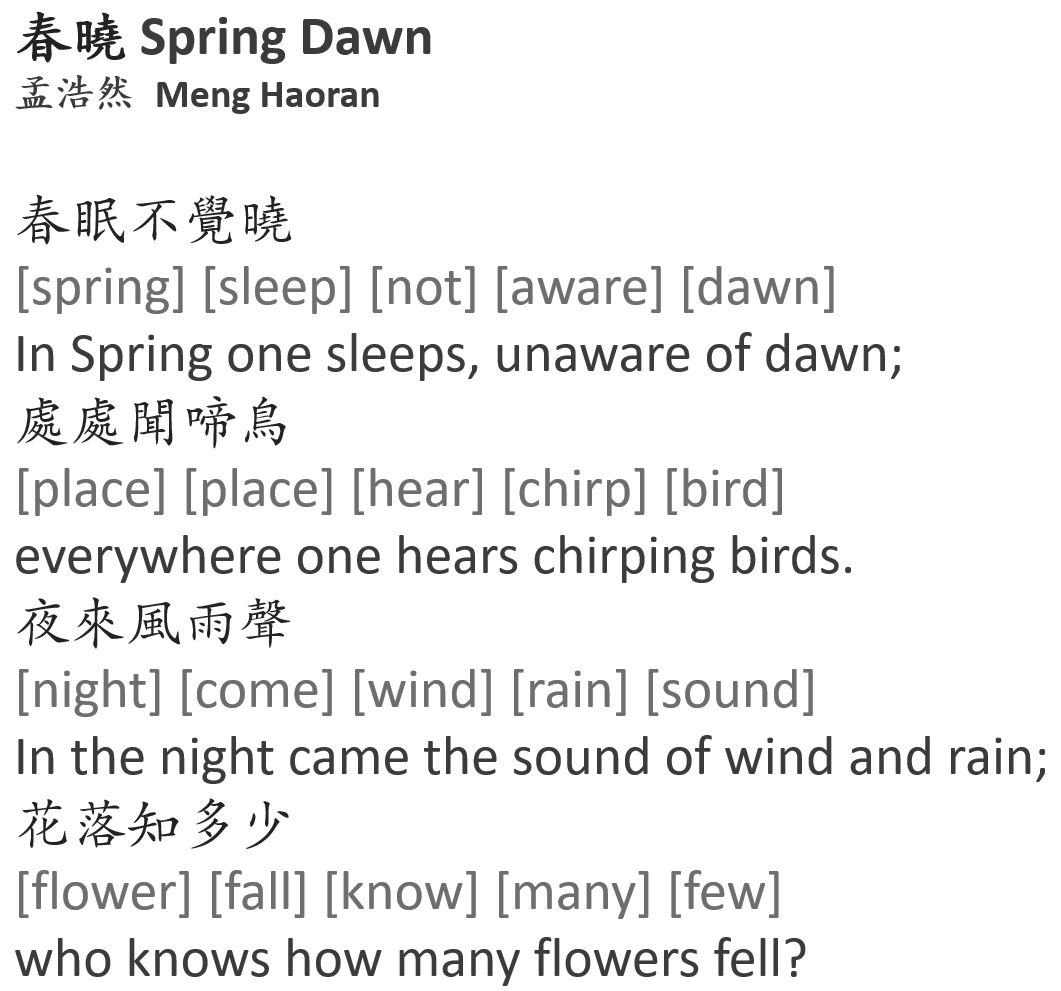 春曉 Spring Dawn
孟浩然 Meng Haoran
春眠不覺曉
[spring] [sleep] [not] [aware] [dawn]
In Spring one sleeps, unaware of dawn;
處處聞啼鳥
[place] [place] [hear] [chirp] [bird]
everywhere one hears chirping birds.
夜來風雨聲
[night] [come] [wind] [rain] [sound]
In the night came the sound of wind and rain;
花落知多少
[flower] [fall] [know] [many] [few]
who knows how many flowers fell?